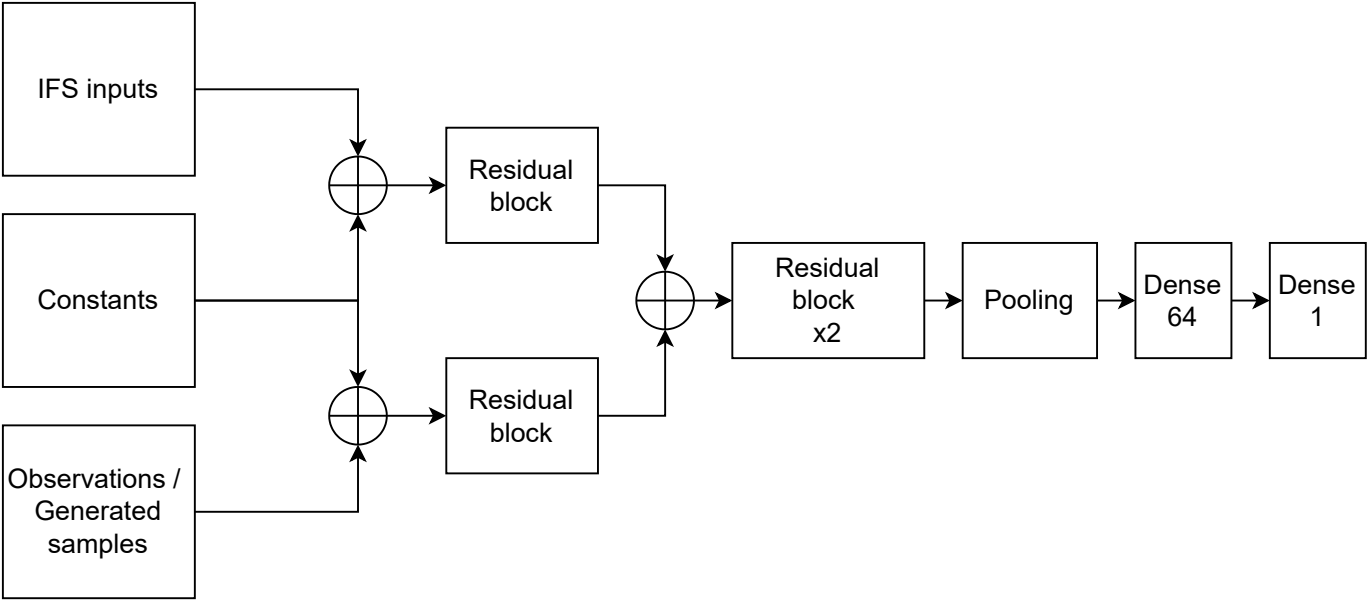 IFS inputs
Constants
Observations /
Generated
samples
Residual
block
Residual
block
Residual
block
x2
Pooling
Dense
64
Dense
1